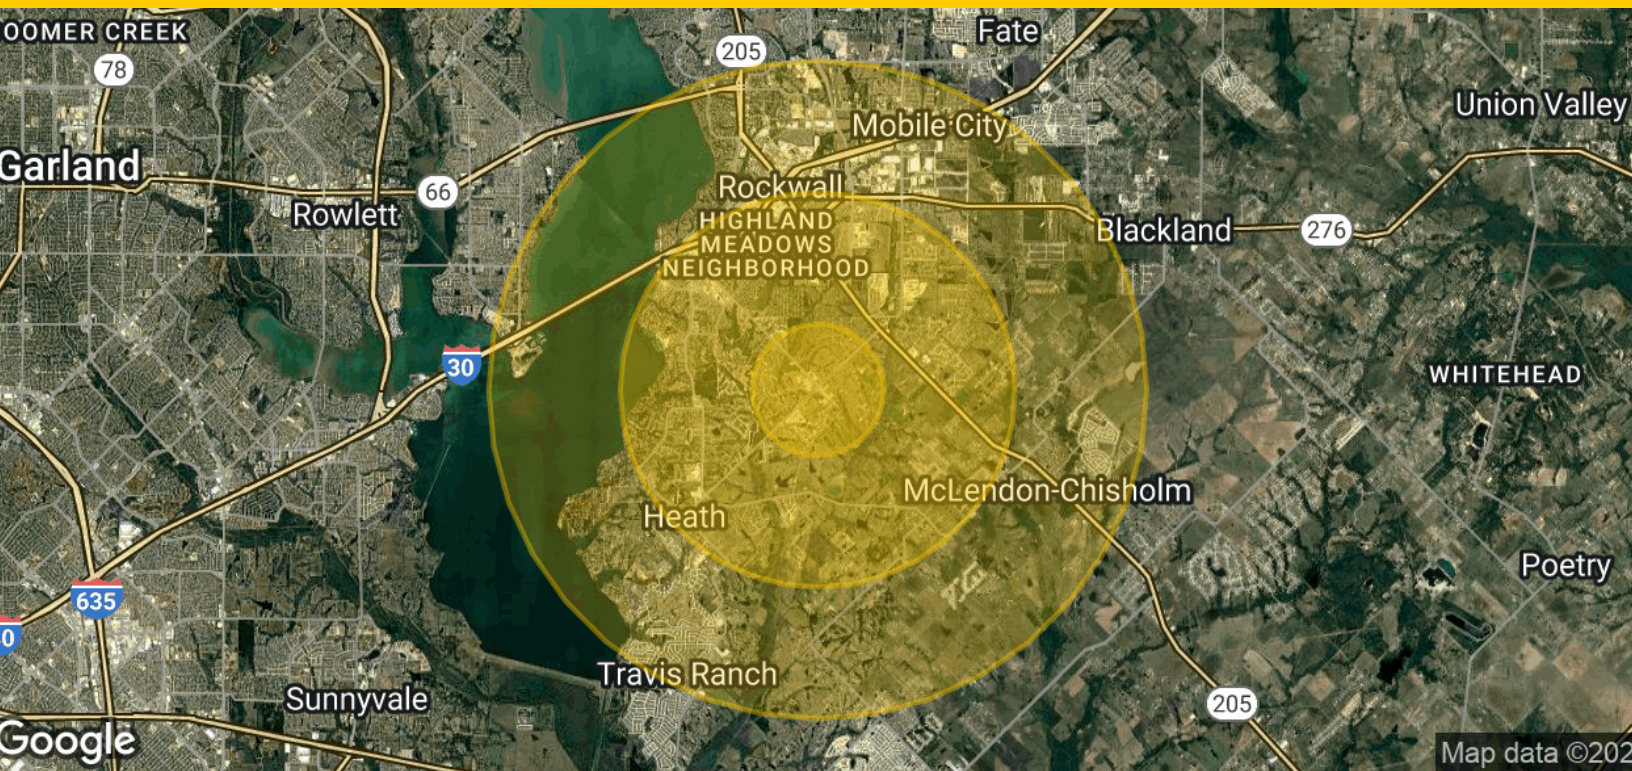 OOMER CREEK
78
205
Fate
Mobile City
Union Valley
Garland
66
Rowlett
Rockwall
HIGHLAND
MEADOWS
NEIGHBORHOOD
Blackland
276
30
WHITEHEAD
McLendon-Chisholm
Heath
Poetry
635
0
Travis Ranch
Sunnyvale
205
Google
Map data ©202